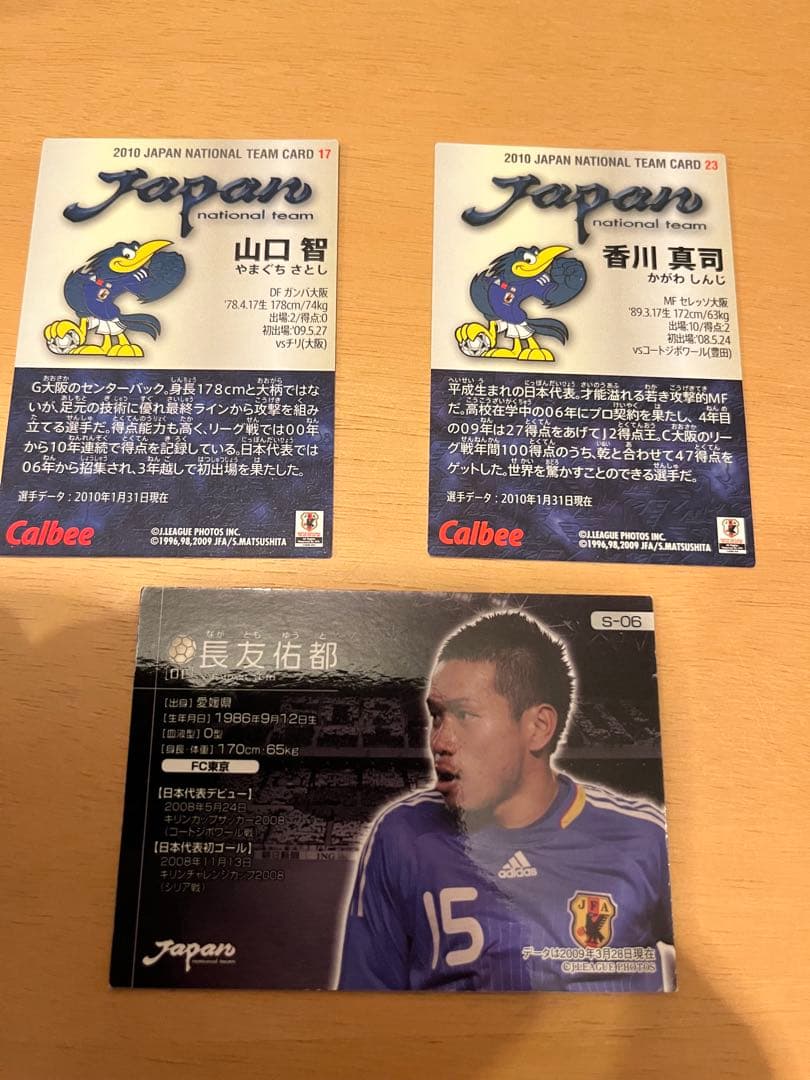 2010 JAPAN NATIONAL TEAM CARD 17
Japan
national team
山口 智
やまぐち さとし
DF ガンバ大阪
'78.4.17生 178cm/74kg
出場:2/得点:0
初出場:'09.5.27
vsチリ(大阪)
G大阪のセンターバック。身長178cmと大柄ではな
いが、足元の技術に優れ最終ラインから攻撃を組み
立てる選手だ。得点能力も高く、リーグ戦では00年
から10年連続で得点を記録している。日本代表では
06年から招集され、3年越しで初出場を果たした。
選手データ:2010年1月31日現在
Calbee
©J.LEAGUE PHOTOS INC.
©1996,98,2009 JFA/S.MATSUSHITA
2010 JAPAN NATIONAL TEAM CARD 23
Japan
national team
香川 真司
かがわ しんじ
MF セレッソ大阪
'89.3.17生 172cm/63kg
出場:10/得点:2
初出場:'08.5.24
vsコートジボワール(豊田)
平成生まれの日本代表。才能溢れる若き攻撃的MF
だ。高校在学中の06年にプロ契約を果たし、4年目
の09年は27得点をあげてJ2得点王。C大阪のリー
グ戦年間100得点のうち、乾と合わせて47得点を
ゲットした。世界を驚かすことのできる選手だ。
選手データ:2010年1月31日現在
Calbee
©J.LEAGUE PHOTOS INC.
©1996,98,2009 JFA/S.MATSUSHITA
S-06
なが とも ゆう と
長友佑都
[出身]愛媛県
[生年月日]1986年9月12日生
[血液型]O型
[身長・体重]170cm・65kg
FC東京
【日本代表デビュー】
2008年5月24日
キリンカップサッカー2008
(コートジボワール戦)
【日本代表初ゴール】
2008年11月13日
キリンチャレンジカップ2008
(シリア戦)
adidas
15
JFA
Japan
national team
データは2009年3月28日現在
©J.LEAGUE PHOTOS